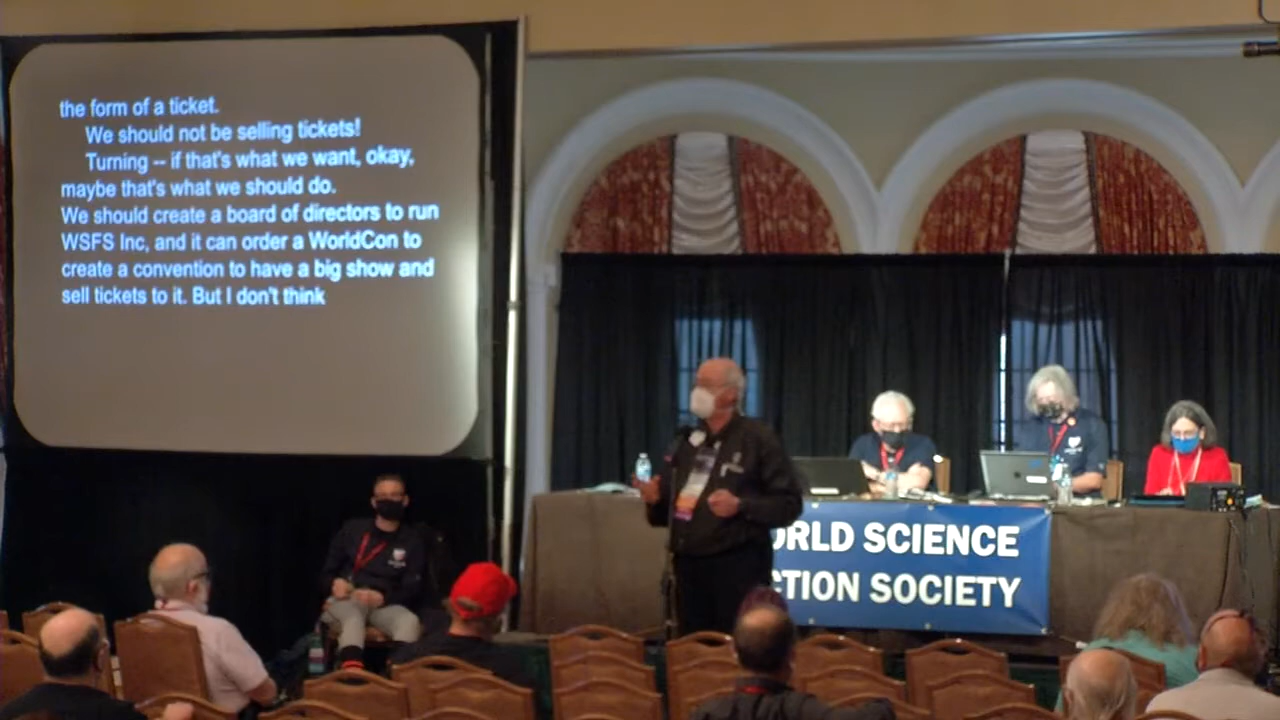 the form of a ticket.
We should not be selling tickets!
Turning -- if that's what we want, okay,
maybe that's what we should do.
We should create a board of directors to run
WSFS Inc, and it can order a WorldCon to
create a convention to have a big show and
sell tickets to it. But I don't think
ORLD SCIENCE
CTION SOCIETY